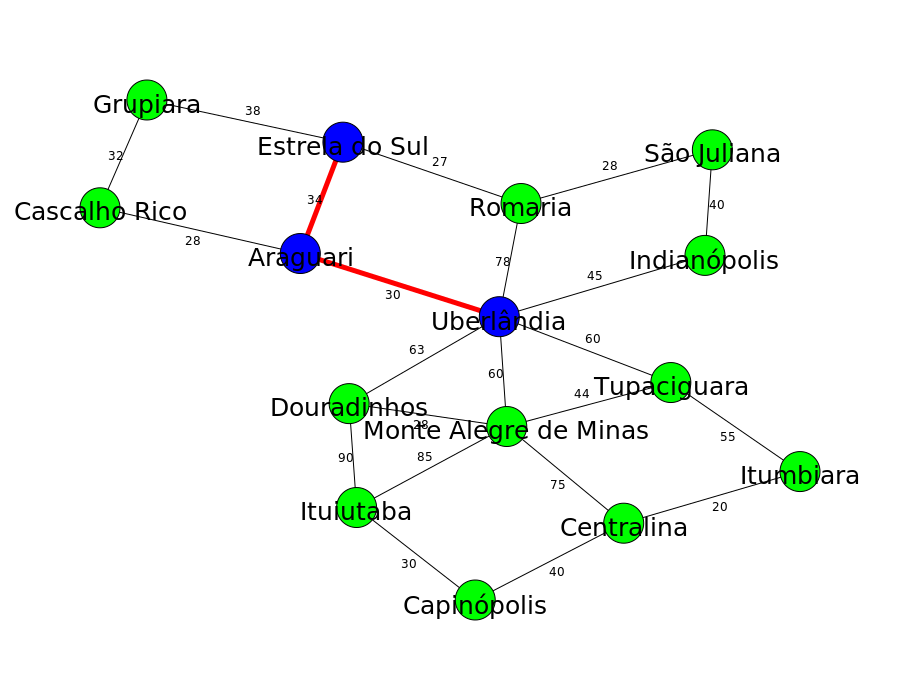 Grupiara
38
Estrela do Sul
32
27
São Juliana
28
34
Cascalho Rico
Romaria
40
28
Araguari
78
Indianópolis
45
30
Uberlândia
63
60
60
Tupaciguara
44
Douradinhos
28
Monte Alegre de Minas
55
90
85
Itumbiara
75
20
Ituiutaba
Centralina
30
40
Capinópolis